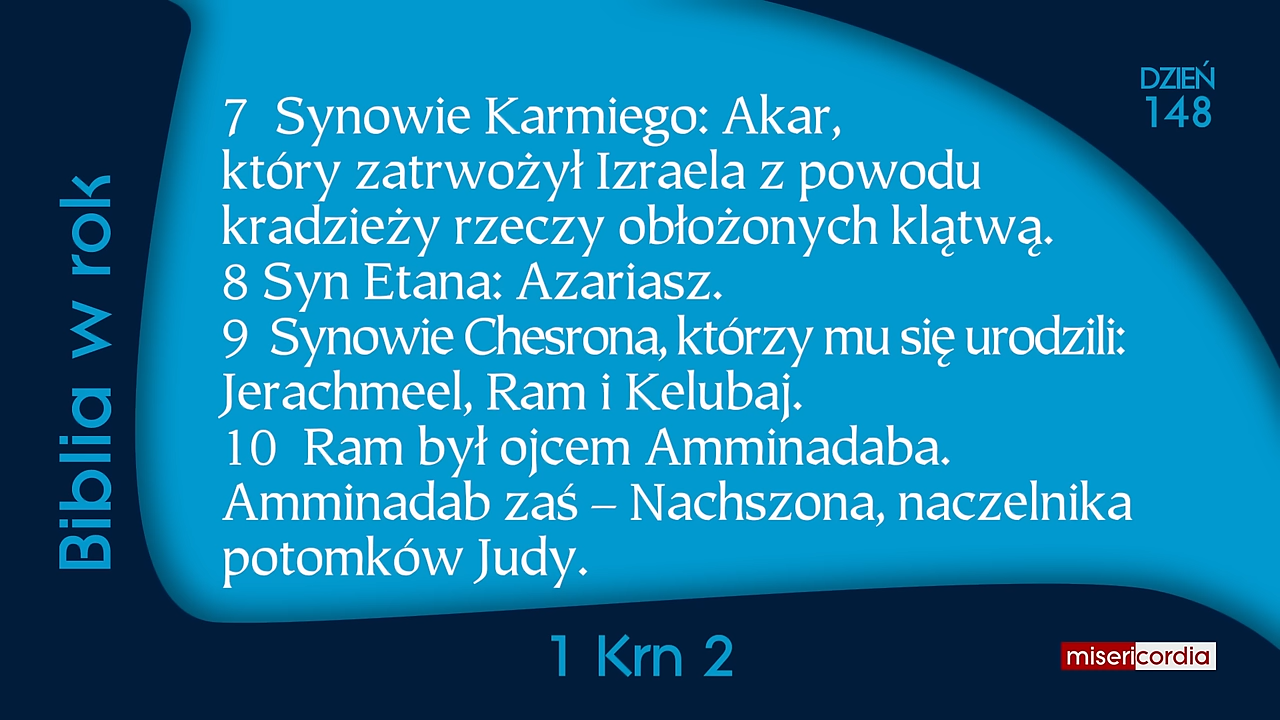 DZIEŃ
148
Biblia w rok
7 Synowie Karmiego: Akar,
który zatrwożył Izraela z powodu
kradzieży rzeczy obłożonych klątwą.
8 Syn Etana: Azariasz.
9 Synowie Chesrona, którzy mu się urodzili:
Jerachmeel, Ram i Kelubaj.
10 Ram był ojcem Amminadaba.
Amminadab zaś – Nachszona, naczelnika
potomków Judy.
1 Krn 2
misericordia